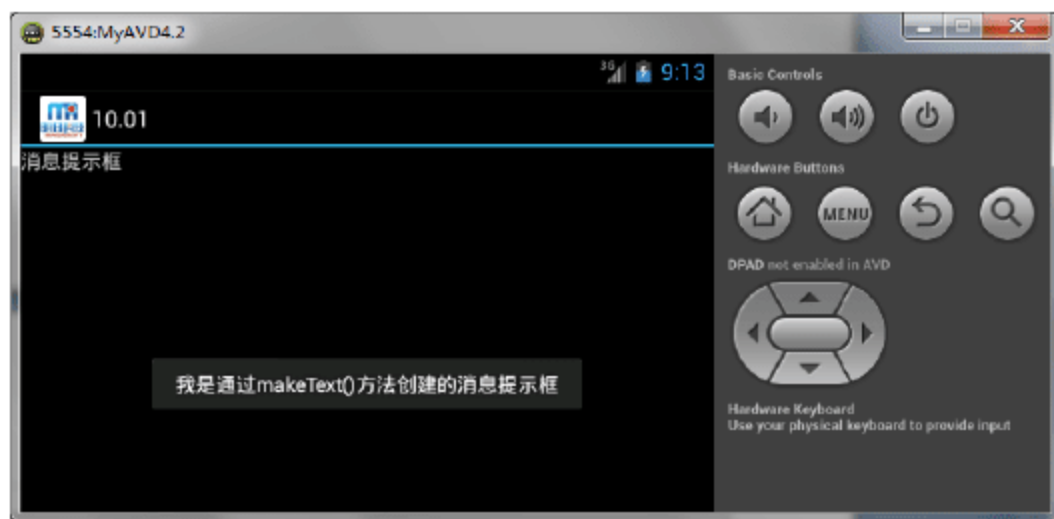 5554:MyAVD4.2
3G
9:13
10.01
消息提示框
我是通过makeText()方法创建的消息提示框
Basic Controls
Hardware Buttons
MENU
DPAD not enabled in AVD
Hardware Keyboard
Use your physical keyboard to provide input